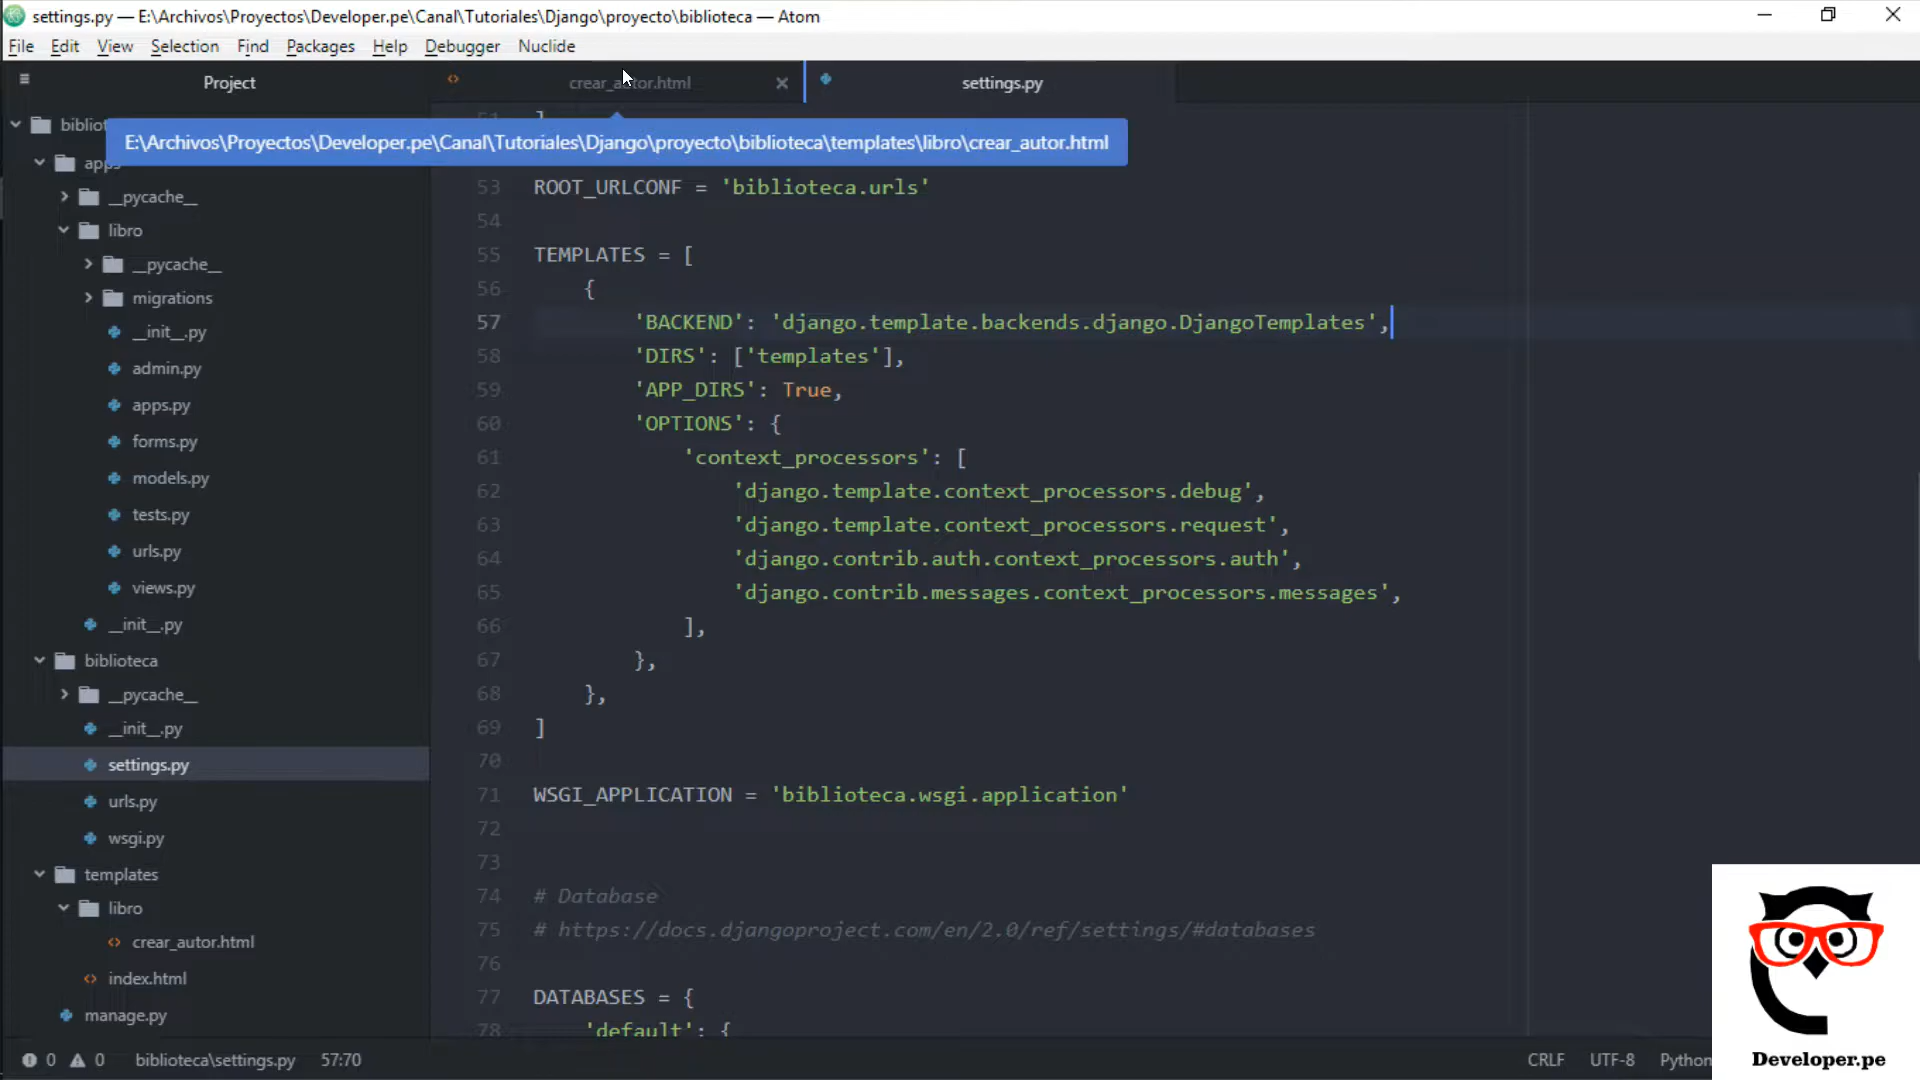 settings.py — E:\Archivos\Proyectos\Developer.pe\Canal\Tutoriales\Django\proyecto\biblioteca — Atom
File Edit View Selection Find Packages Help Debugger Nuclide
Project
crear_autor.html
settings.py
E:\Archivos\Proyectos\Developer.pe\Canal\Tutoriales\Django\proyecto\biblioteca\templates\libro\crear_autor.html
apps
__pycache__
libro
__pycache__
migrations
__init__.py
admin.py
apps.py
forms.py
models.py
tests.py
urls.py
views.py
__init__.py
biblioteca
__pycache__
__init__.py
settings.py
urls.py
wsgi.py
templates
libro
crear_autor.html
index.html
manage.py
53 ROOT_URLCONF = 'biblioteca.urls'
54
55 TEMPLATES = [
56 {
57 'BACKEND': 'django.template.backends.django.DjangoTemplates',
58 'DIRS': ['templates'],
59 'APP_DIRS': True,
60 'OPTIONS': {
61 'context_processors': [
62 'django.template.context_processors.debug',
63 'django.template.context_processors.request',
64 'django.contrib.auth.context_processors.auth',
65 'django.contrib.messages.context_processors.messages',
66 ],
67 },
68 },
69 ]
70
71 WSGI_APPLICATION = 'biblioteca.wsgi.application'
72
73
74 # Database
75 # https://docs.djangoproject.com/en/2.0/ref/settings/#databases
76
77 DATABASES = {
78 'default': {
0 0 biblioteca\settings.py 57:70
CRLF UTF-8 Python
Developer.pe